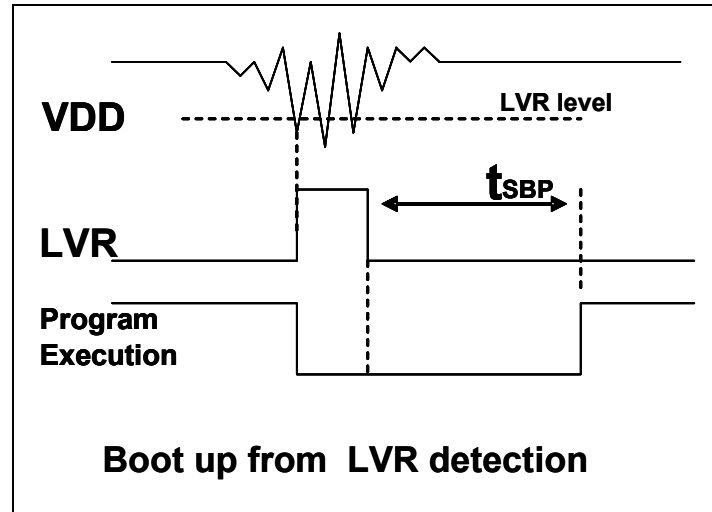 LVR level
VDD
tSBP
LVR
Program
Execution
Boot up from LVR detection